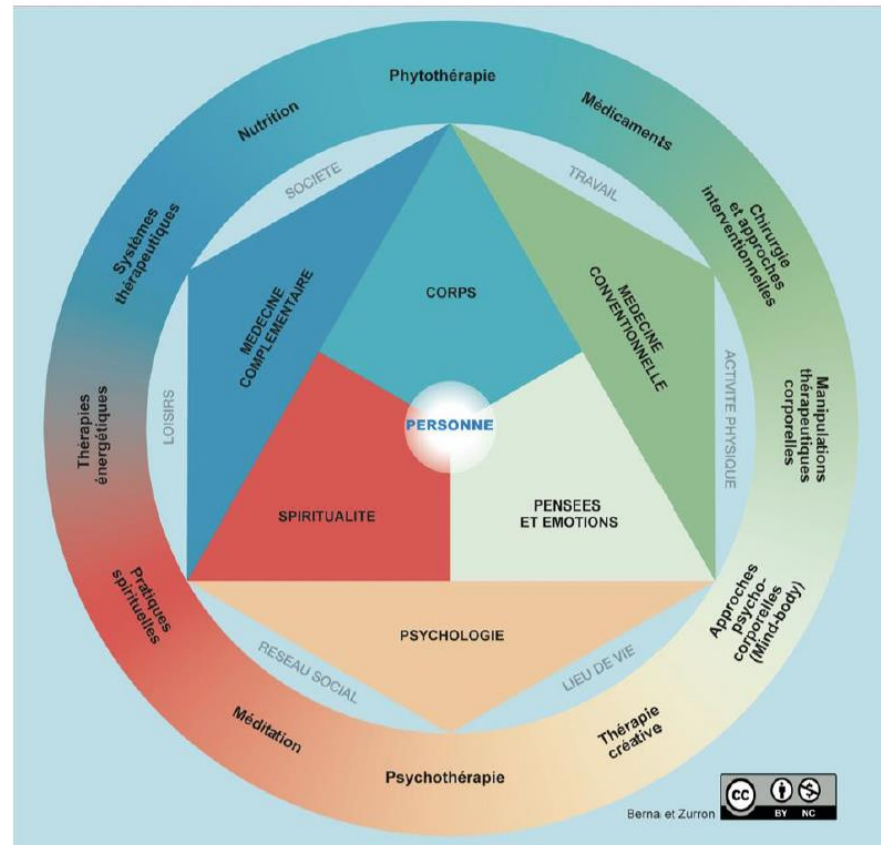 Phytothérapie
Médicaments
Chirurgie
et approches
interventionnelles
Manipulations
thérapeutiques
corporelles
Approches
psycho-
corporelles
(Mind-body)
Thérapie
créative
Psychothérapie
Méditation
Pratiques
spirituelles
Thérapies
énergétiques
Systèmes
thérapeutiques
Nutrition
SOCIETE
TRAVAIL
ACTIVITE PHYSIQUE
LIEU DE VIE
RESEAU SOCIAL
LOISIRS
MEDECINE
COMPLEMENTAIRE
MEDECINE
CONVENTIONNELLE
PSYCHOLOGIE
CORPS
PERSONNE
SPIRITUALITE
PENSEES
ET EMOTIONS
Berna et Zurron
CC
BY NC